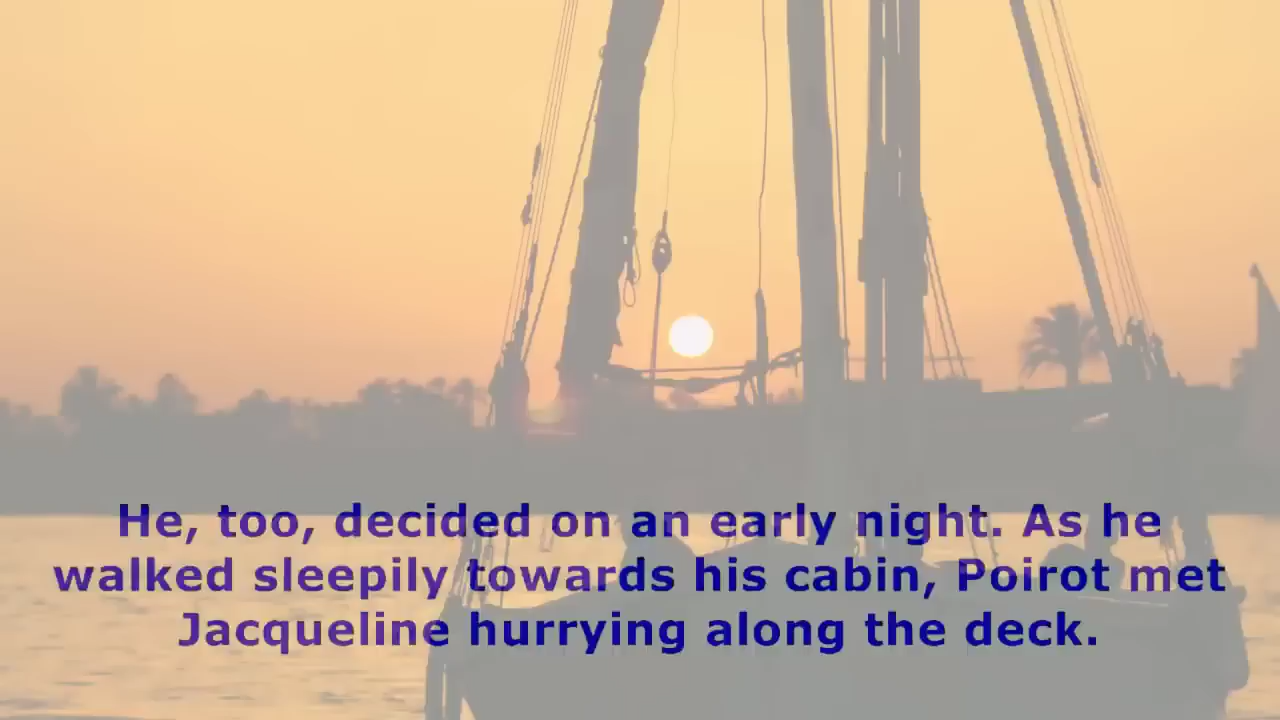 He, too, decided on an early night. As he
walked sleepily towards his cabin, Poirot met
Jacqueline hurrying along the deck.